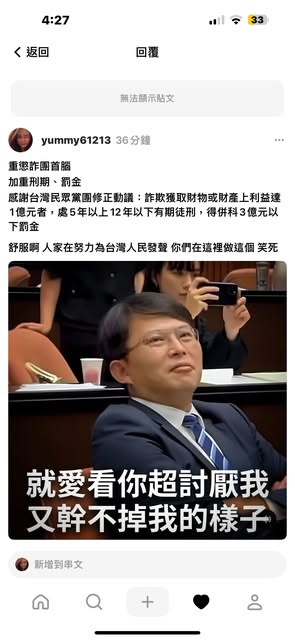 4:27
33
返回
回覆
無法顯示貼文
yummy61213 36分鐘
重懲詐團首腦
加重刑期、罰金
感謝台灣民眾黨團修正動議：詐欺獲取財物或財產上利益達
1億元者，處5年以上12年以下有期徒刑，得併科3億元以
下罰金
舒服啊 人家在努力為台灣人民發聲 你們在這裡做這個 笑死
就愛看你超討厭我
又幹不掉我的樣子
新增到串文